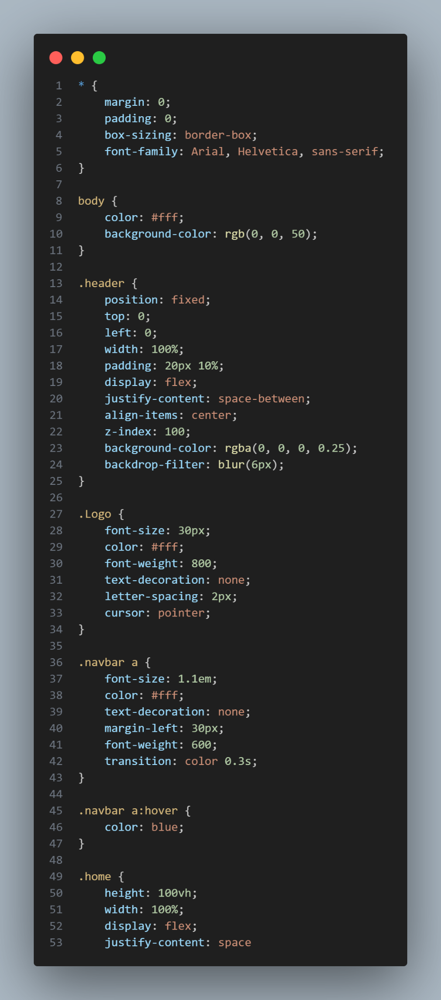 1 * {
2     margin: 0;
3     padding: 0;
4     box-sizing: border-box;
5     font-family: Arial, Helvetica, sans-serif;
6 }
7
8 body {
9     color: #fff;
10     background-color: rgb(0, 0, 50);
11 }
12
13 .header {
14     position: fixed;
15     top: 0;
16     left: 0;
17     width: 100%;
18     padding: 20px 10%;
19     display: flex;
20     justify-content: space-between;
21     align-items: center;
22     z-index: 100;
23     background-color: rgba(0, 0, 0, 0.25);
24     backdrop-filter: blur(6px);
25 }
26
27 .Logo {
28     font-size: 30px;
29     color: #fff;
30     font-weight: 800;
31     text-decoration: none;
32     letter-spacing: 2px;
33     cursor: pointer;
34 }
35
36 .navbar a {
37     font-size: 1.1em;
38     color: #fff;
39     text-decoration: none;
40     margin-left: 30px;
41     font-weight: 600;
42     transition: color 0.3s;
43 }
44
45 .navbar a:hover {
46     color: blue;
47 }
48
49 .home {
50     height: 100vh;
51     width: 100%;
52     display: flex;
53     justify-content: space